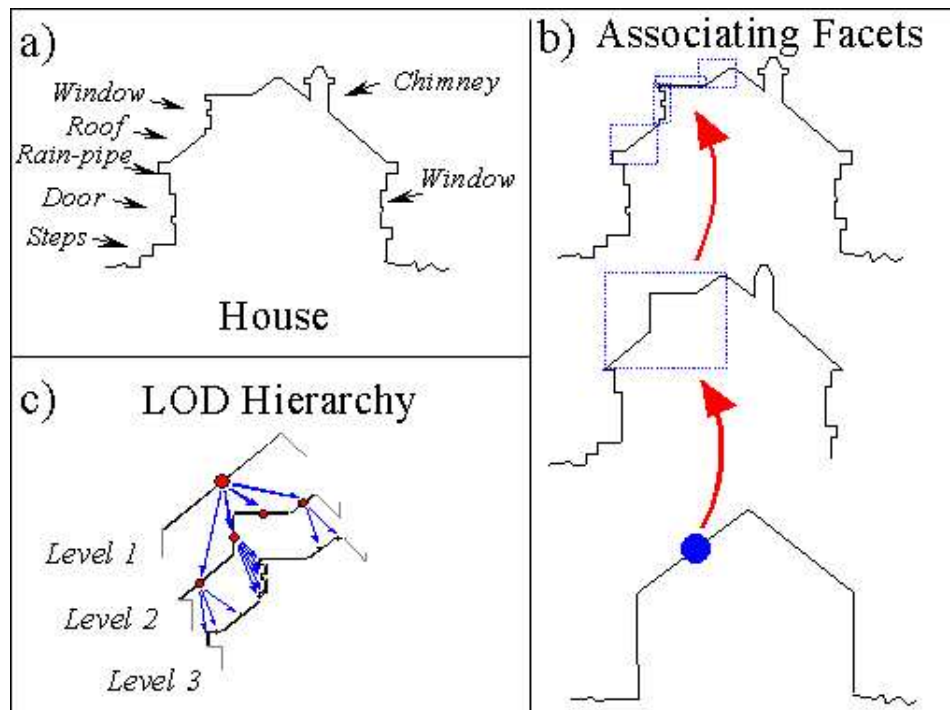 a)
Window
Roof
Rain-pipe
Door
Steps
Chimney
Window
House
b) Associating Facets
c) LOD Hierarchy
Level 1
Level 2
Level 3